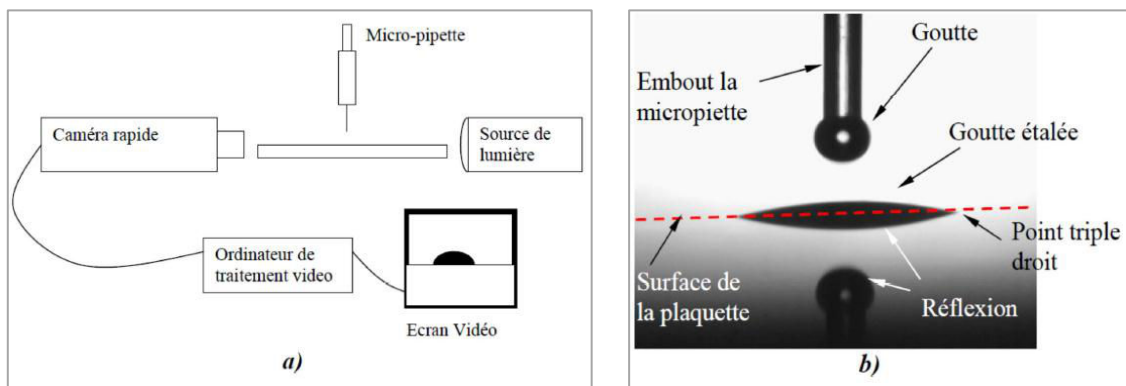 Micro-pipette
Caméra rapide
Source de
lumière
Ordinateur de
traitement video
Ecran Vidéo
a)
Goutte
Embout la
micropiette
Goutte étalée
Point triple
droit
Surface de
la plaquette
Réflexion
b)